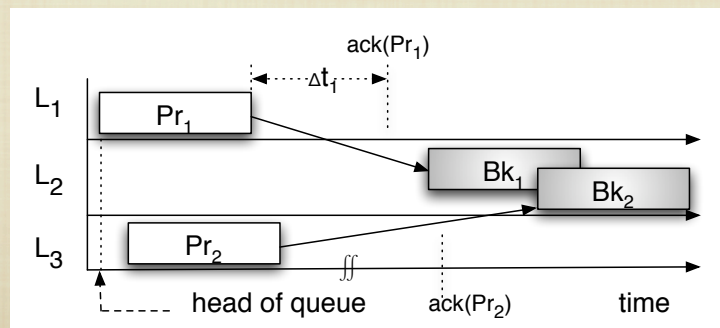 ack(Pr₁)
Δt₁
L₁
Pr₁
L₂
Bk₁
Bk₂
L₃
Pr₂
head of queue
ack(Pr₂)
time